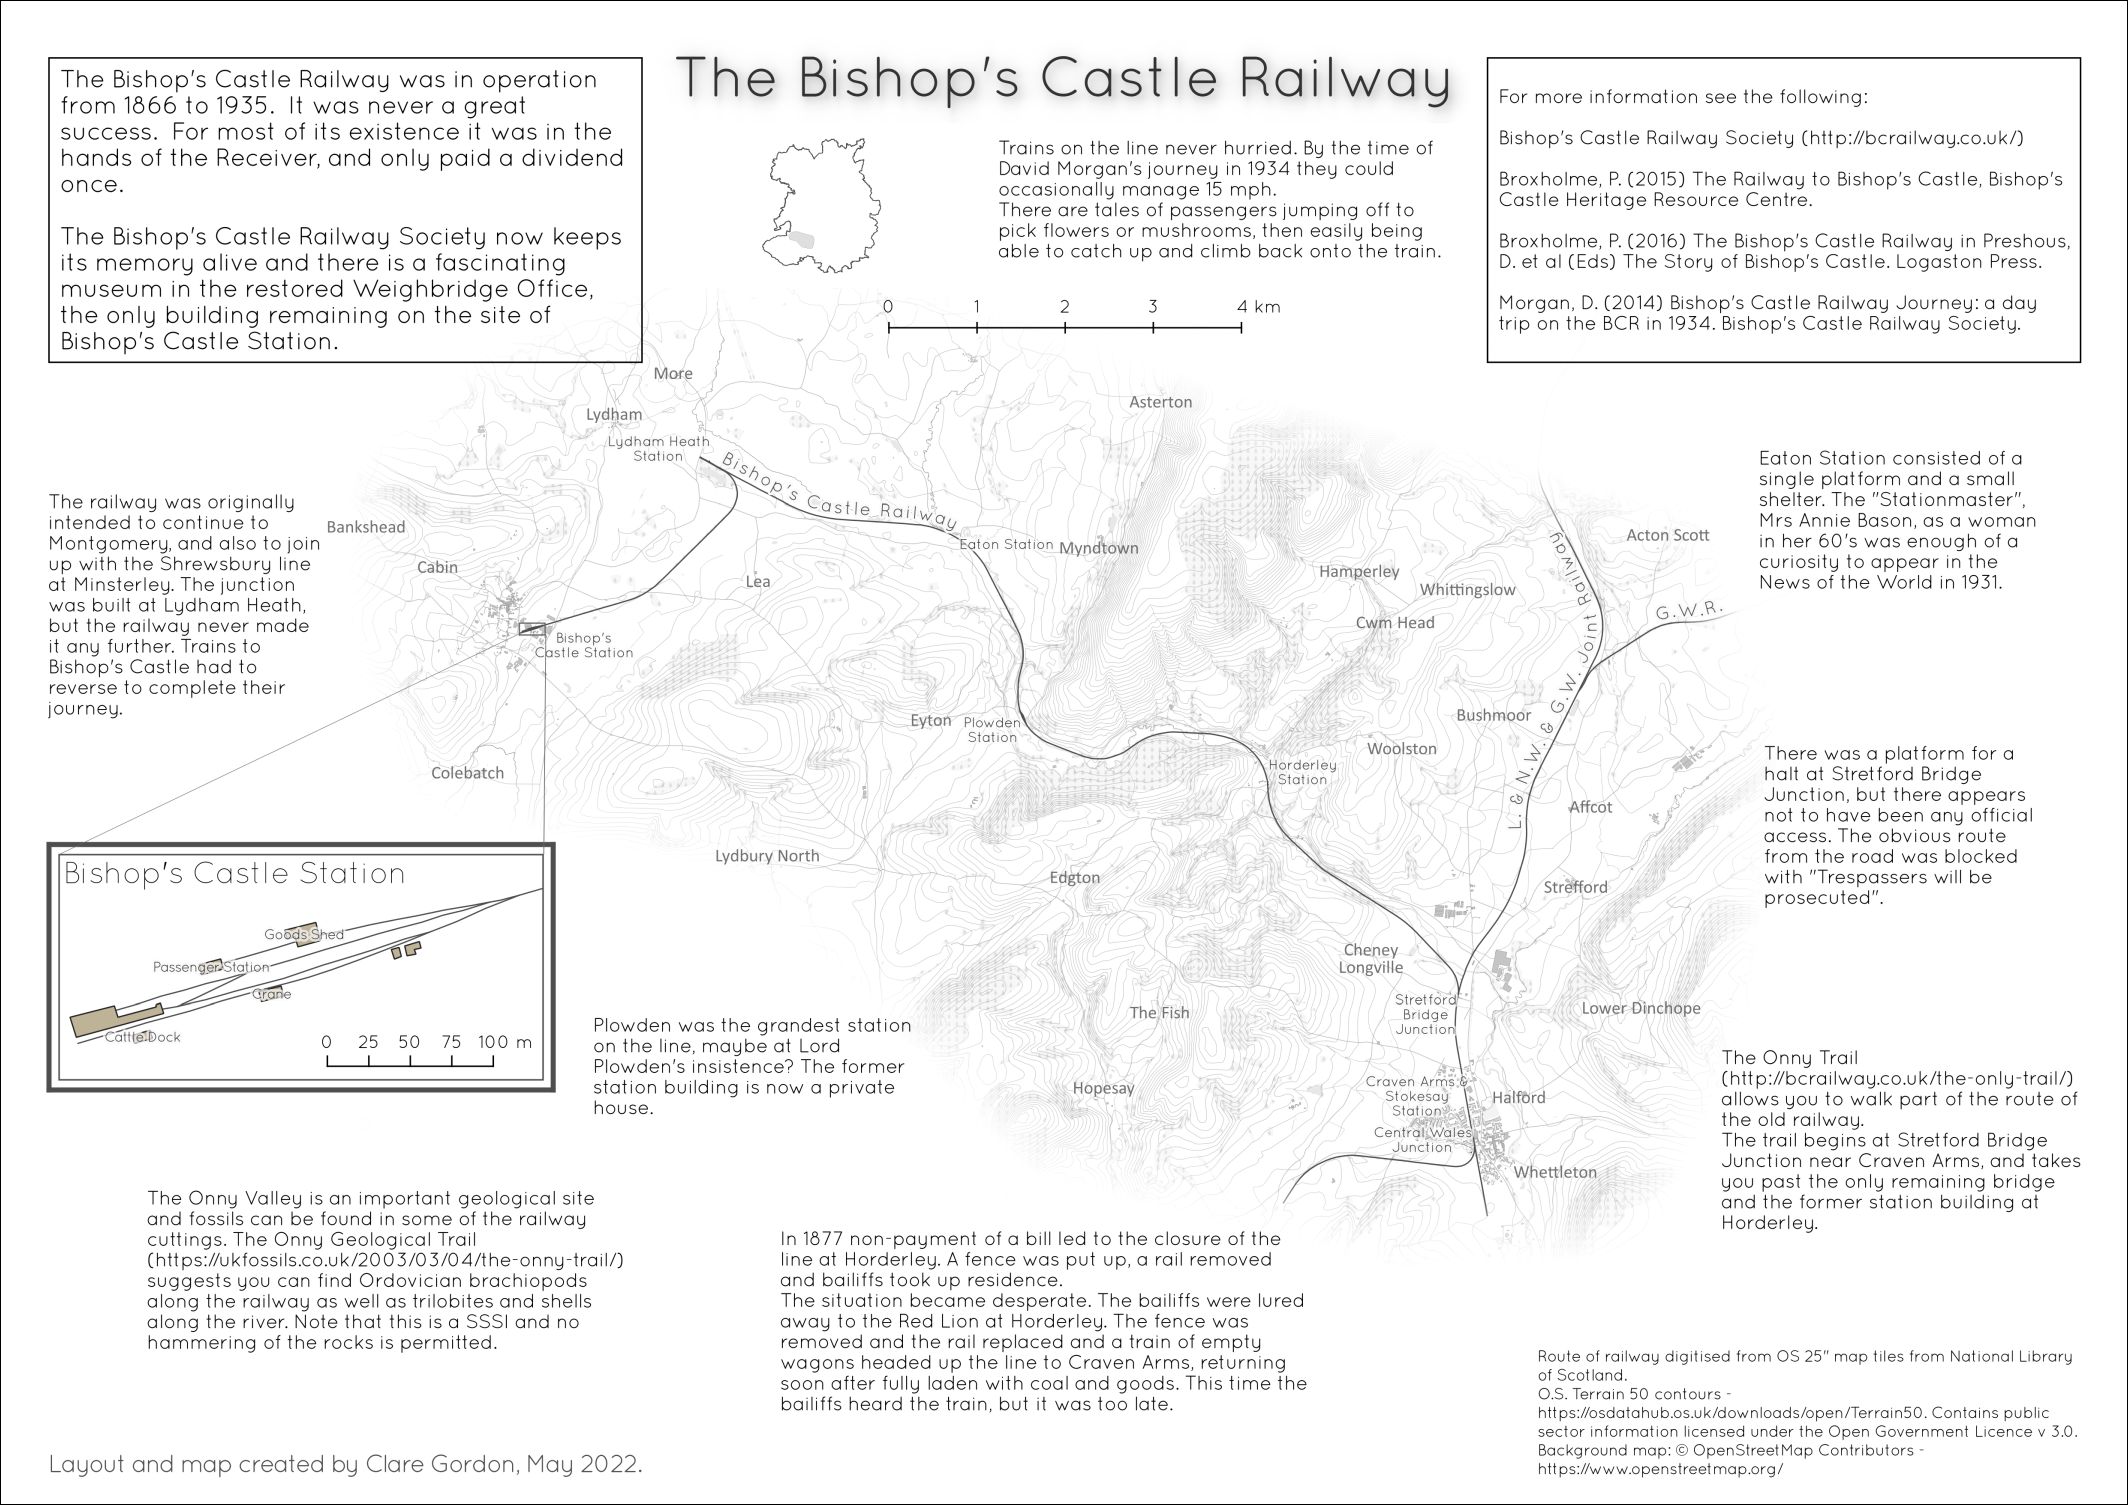 The Bishop's Castle Railway
The Bishop's Castle Railway was in operation
from 1866 to 1935.  It was never a great
success.  For most of its existence it was in the
hands of the Receiver, and only paid a dividend
once.
The Bishop's Castle Railway Society now keeps
its memory alive and there is a fascinating
museum in the restored Weighbridge Office,
the only building remaining on the site of
Bishop's Castle Station.
Trains on the line never hurried. By the time of
David Morgan's journey in 1934 they could
occasionally manage 15 mph.
There are tales of passengers jumping off to
pick flowers or mushrooms, then easily being
able to catch up and climb back onto the train.
For more information see the following:
Bishop's Castle Railway Society (http://bcrailway.co.uk/)
Broxholme, P. (2015) The Railway to Bishop's Castle, Bishop's
Castle Heritage Resource Centre.
Broxholme, P. (2016) The Bishop's Castle Railway in Preshous,
D. et al (Eds) The Story of Bishop's Castle. Logaston Press.
Morgan, D. (2014) Bishop's Castle Railway Journey: a day
trip on the BCR in 1934. Bishop's Castle Railway Society.
0 1 2 3 4 km
More
Lydham
Asterton
Lydham Heath
Station
Bishop's Castle Railway
Eaton Station consisted of a
single platform and a small
shelter. The "Stationmaster",
Mrs Annie Bason, as a woman
in her 60's was enough of a
curiosity to appear in the
News of the World in 1931.
The railway was originally
intended to continue to
Montgomery, and also to join
up with the Shrewsbury line
at Minsterley. The junction
was built at Lydham Heath,
but the railway never made
it any further. Trains to
Bishop's Castle had to
reverse to complete their
journey.
Bankshead
Cabin
Eaton Station
Myndtown
Acton Scott
Lea
Hamperley
Whittingslow
Cwm Head
G.W.R.
L. & N.W. & G.W. Joint Railway
Bishop's
Castle Station
Eyton
Plowden
Station
Bushmoor
Woolston
Horderley
Station
Colebatch
Affcot
There was a platform for a
halt at Stretford Bridge
Junction, but there appears
not to have been any official
access. The obvious route
from the road was blocked
with "Trespassers will be
prosecuted".
Lydbury North
Edgton
Strefford
Bishop's Castle Station
Goods Shed
Passenger Station
Crane
Cattle Dock
0 25 50 75 100 m
Cheney
Longville
Stretford
Bridge
Junction
The Fish
Lower Dinchope
Plowden was the grandest station
on the line, maybe at Lord
Plowden's insistence? The former
station building is now a private
house.
Hopesay
Craven Arms &
Stokesay
Station
Halford
Central Wales
Junction
Whettleton
The Onny Trail
(http://bcrailway.co.uk/the-only-trail/)
allows you to walk part of the route of
the old railway.
The trail begins at Stretford Bridge
Junction near Craven Arms, and takes
you past the only remaining bridge
and the former station building at
Horderley.
The Onny Valley is an important geological site
and fossils can be found in some of the railway
cuttings. The Onny Geological Trail
(https://ukfossils.co.uk/2003/03/04/the-onny-trail/)
suggests you can find Ordovician brachiopods
along the railway as well as trilobites and shells
along the river. Note that this is a SSSI and no
hammering of the rocks is permitted.
In 1877 non-payment of a bill led to the closure of the
line at Horderley. A fence was put up, a rail removed
and bailiffs took up residence.
The situation became desperate. The bailiffs were lured
away to the Red Lion at Horderley. The fence was
removed and the rail replaced and a train of empty
wagons headed up the line to Craven Arms, returning
soon after fully laden with coal and goods. This time the
bailiffs heard the train, but it was too late.
Route of railway digitised from OS 25" map tiles from National Library
of Scotland.
O.S. Terrain 50 contours -
https://osdatahub.os.uk/downloads/open/Terrain50. Contains public
sector information licensed under the Open Government Licence v 3.0.
Background map: © OpenStreetMap Contributors -
https://www.openstreetmap.org/
Layout and map created by Clare Gordon, May 2022.